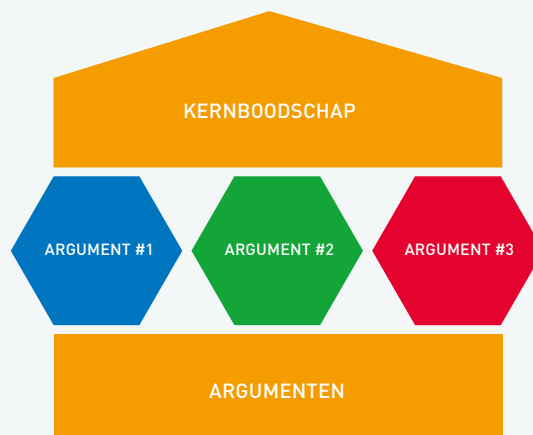 KERNBOODSCHAP
ARGUMENT #1
ARGUMENT #2
ARGUMENT #3
ARGUMENTEN